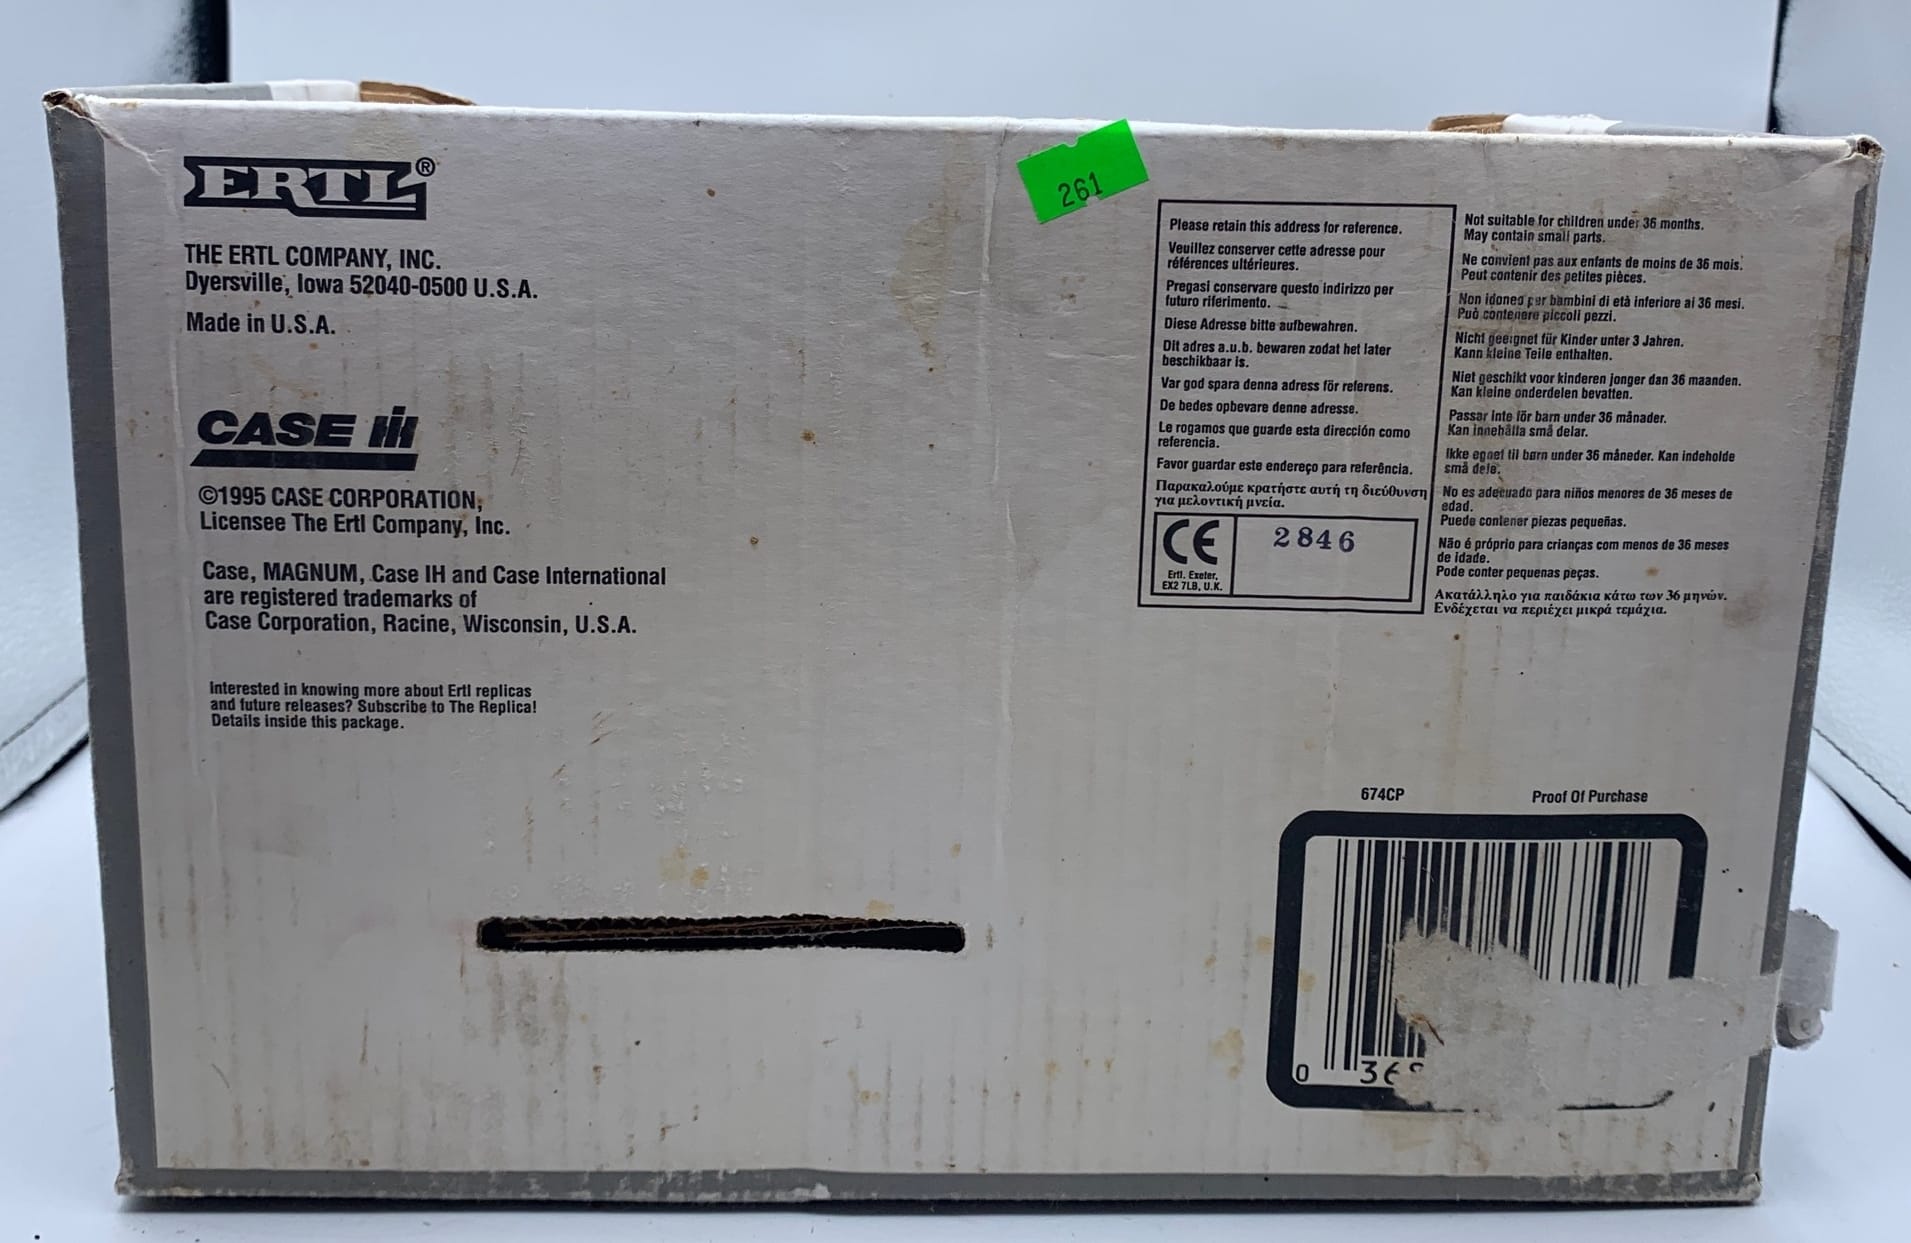 ERTL®
THE ERTL COMPANY, INC.
Dyersville, Iowa 52040-0500 U.S.A.
Made in U.S.A.
CASE IH
©1995 CASE CORPORATION,
Licensee The Ertl Company, Inc.
Case, MAGNUM, Case IH and Case International
are registered trademarks of
Case Corporation, Racine, Wisconsin, U.S.A.
Interested in knowing more about Ertl replicas
and future releases? Subscribe to The Replica!
Details inside this package.
261
Please retain this address for reference.
Veuillez conserver cette adresse pour
références ultérieures.
Pregasi conservare questo indirizzo per
futuro riferimento.
Diese Adresse bitte aufbewahren.
Dit adres a.u.b. bewaren zodat het later
beschikbaar is.
Var god spara denna adress för referens.
De bedes opbevare denne adresse.
Le rogamos que guarde esta dirección como
referencia.
Favor guardar este endereço para referência.
Παρακαλούμε κρατήστε αυτή τη διεύθυνση
για μελοντική μνεία.
CE
2846
Ertl. Exeter,
EX2 7LB, U.K.
Not suitable for children under 36 months.
May contain small parts.
Ne convient pas aux enfants de moins de 36 mois.
Peut contenir des petites pièces.
Non idoneo per bambini di età inferiore ai 36 mesi.
Può contenere piccoli pezzi.
Nicht geeignet für Kinder unter 3 Jahren.
Kann kleine Teile enthalten.
Niet geschikt voor kinderen jonger dan 36 maanden.
Kan kleine onderdelen bevatten.
Passar inte för barn under 36 månader.
Kan innehålla små delar.
Ikke egnet til børn under 36 måneder. Kan indeholde
små dele.
No es adecuado para niños menores de 36 meses de
edad.
Puede contener piezas pequeñas.
Não é próprio para crianças com menos de 36 meses
de idade.
Pode conter pequenas peças.
Ακατάλληλο για παιδάκια κάτω των 36 μηνών.
Ενδέχεται να περιέχει μικρά τεμάχια.
674CP
Proof Of Purchase
0 36